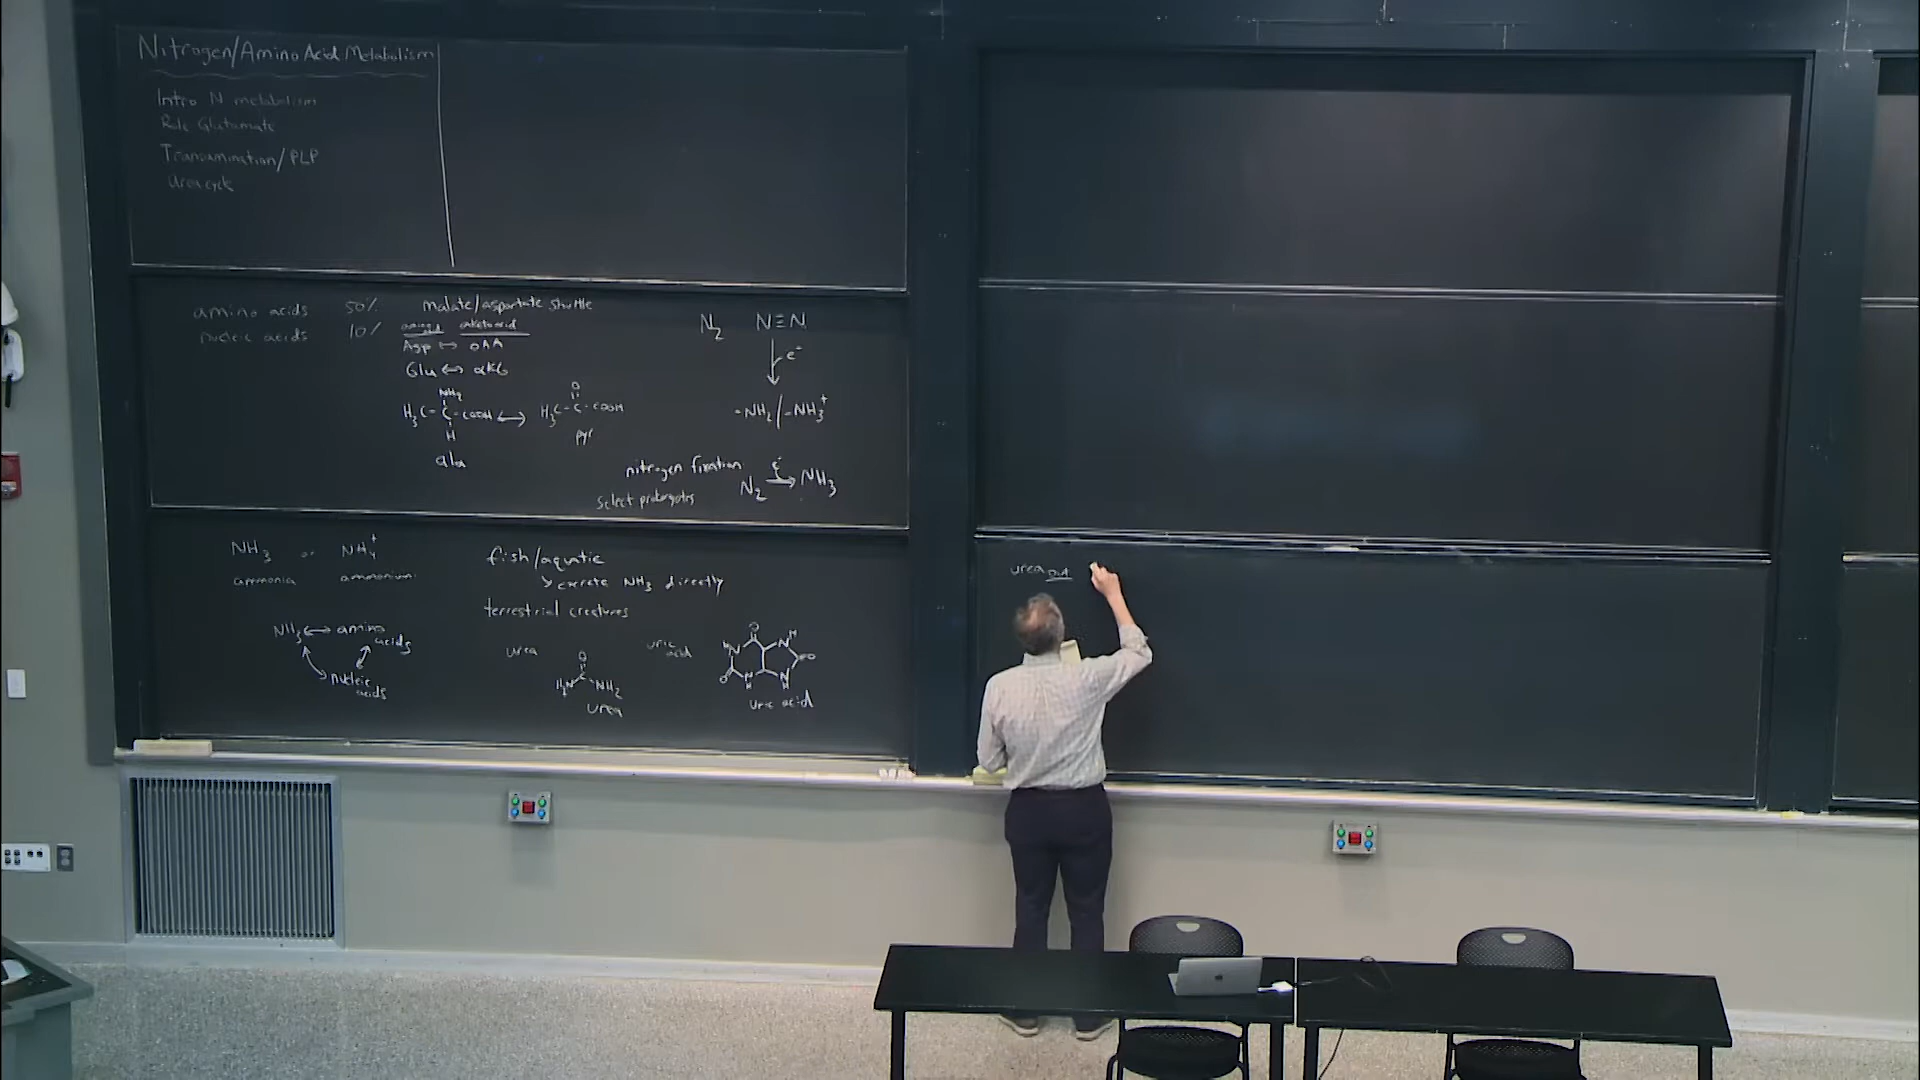 Nitrogen/Amino Acid Metabolism
Intro N metabolism
Role Glutamate
Transamination/PLP
Urea cycle
amino acids 50%
nucleic acids 10%
malate/aspartate shuttle
amino acid αketoacid
Asp ↔ OAA
Glu ↔ αKG
NH2
H3C-C-COOH ↔ H3C-C-COOH
H
O
ala
pyr
N2 N≡N
e-
-NH2/-NH3+
nitrogen fixation
select prokaryotes
e-
N2 → NH3
NH3 or NH4+
ammonia ammonium
NH3 ↔ amino acids
nucleic acids
fish/aquatic
↳ excrete NH3 directly
terrestrial creatures
urea
O
H2N NH2
urea
uric acid
O
HN
N
H
O
N
H
N
H
O
uric acid
urea